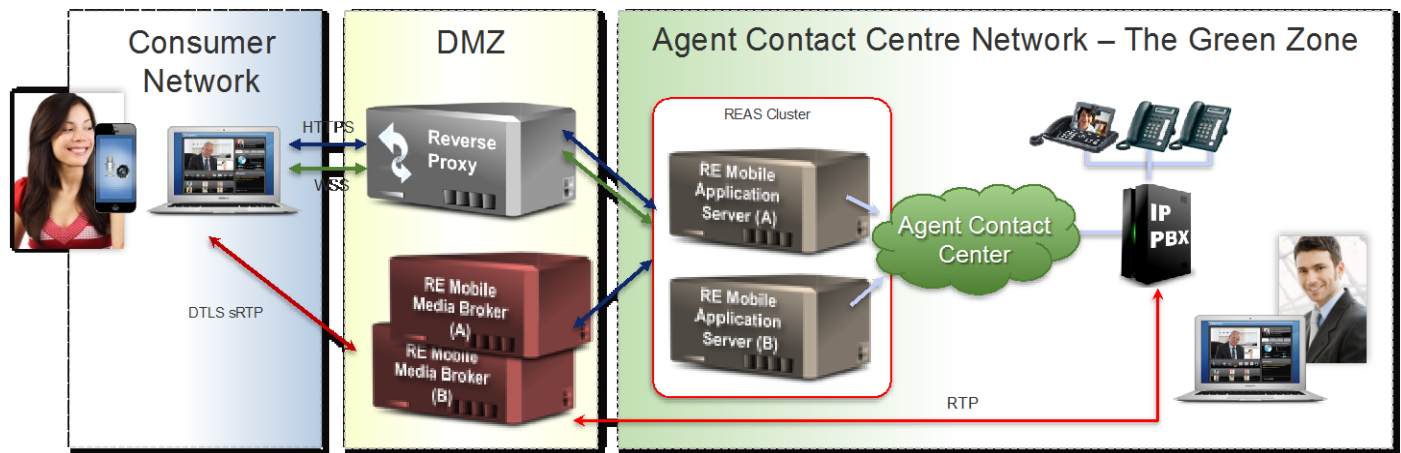 Consumer
Network
DMZ
Agent Contact Centre Network – The Green Zone
HTTPS
WSS
Reverse
Proxy
REAS Cluster
RE Mobile
Application
Server (A)
RE Mobile
Application
Server (B)
Agent Contact
Center
IP
PBX
RE Mobile
Media Broker
(A)
RE Mobile
Media Broker
(B)
DTLS sRTP
RTP